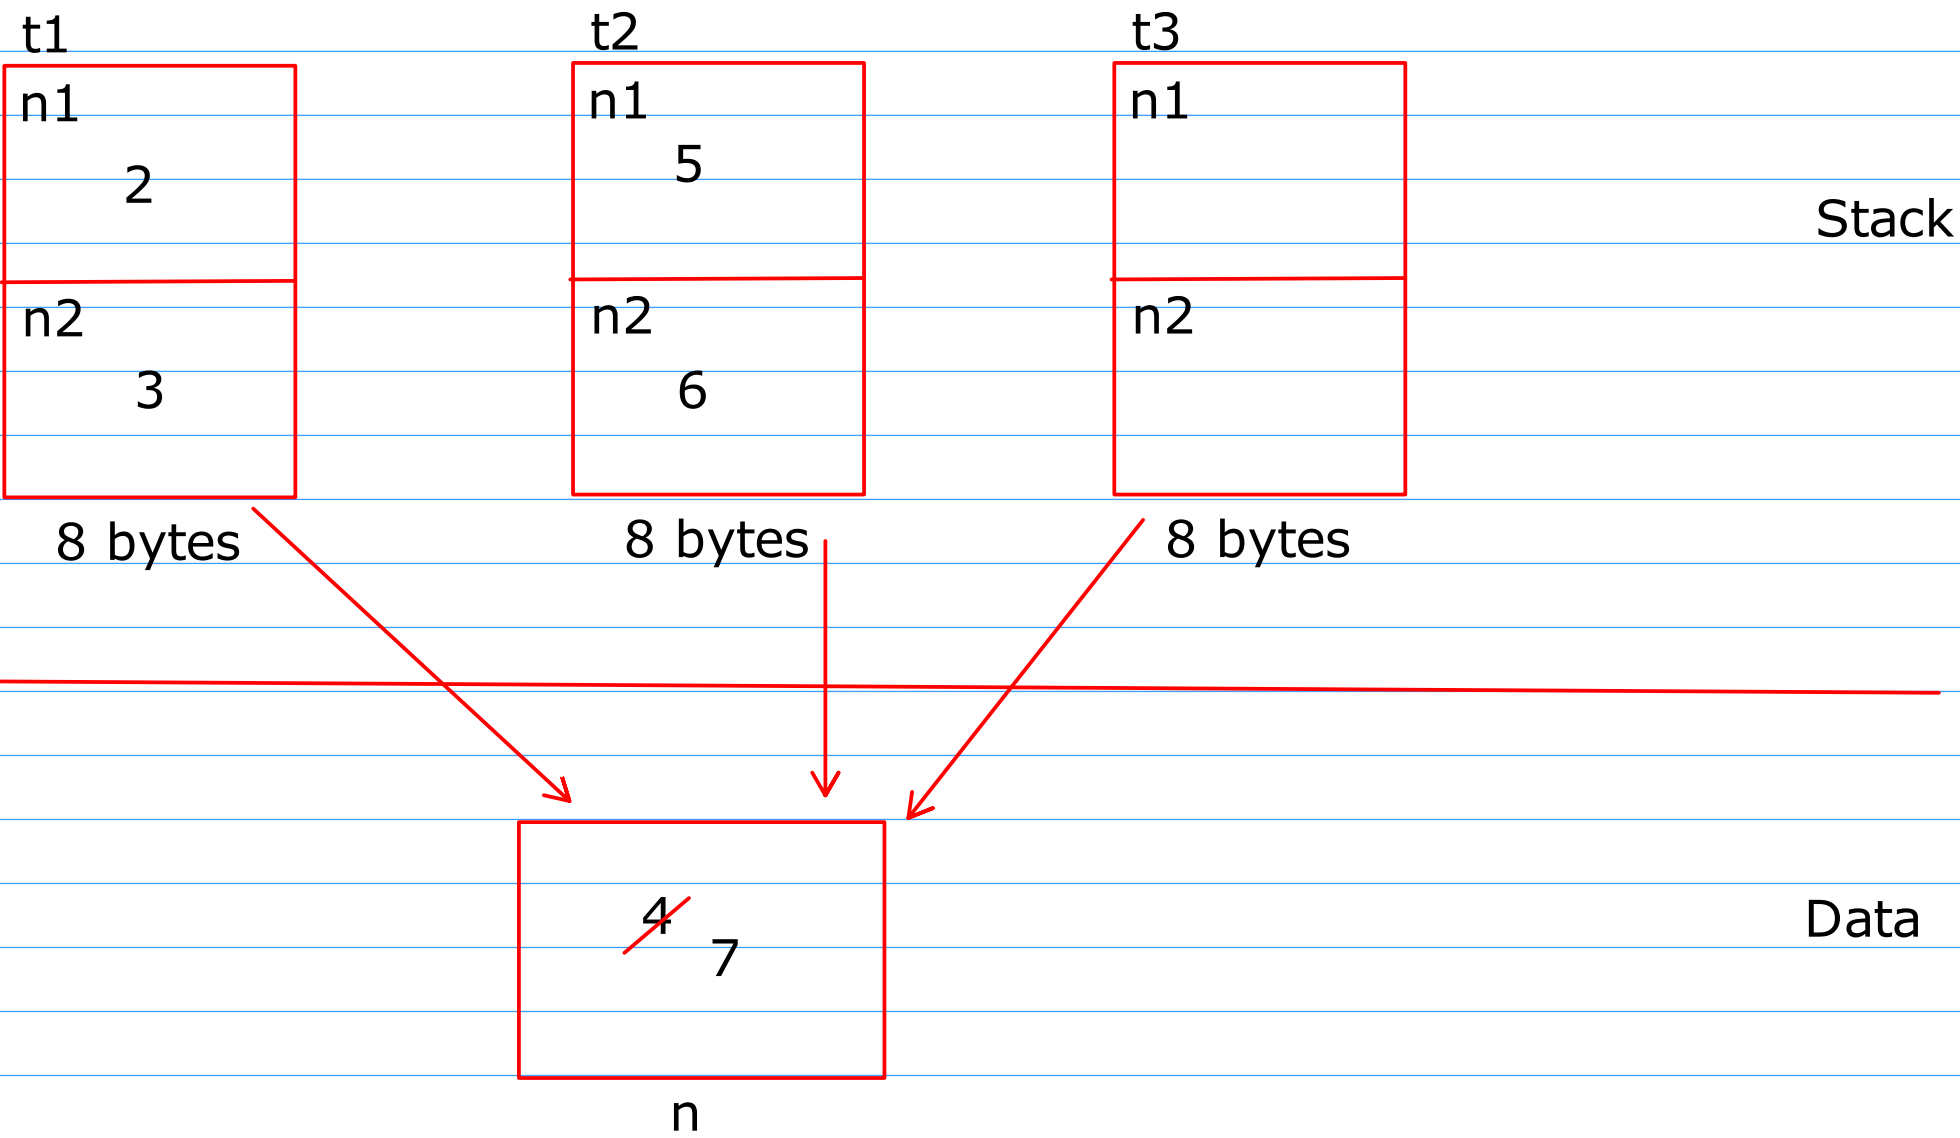 t1 t2 t3
n1 n1 n1
2 5
Stack
n2 n2 n2
3 6
8 bytes 8 bytes 8 bytes
4
7
Data
n